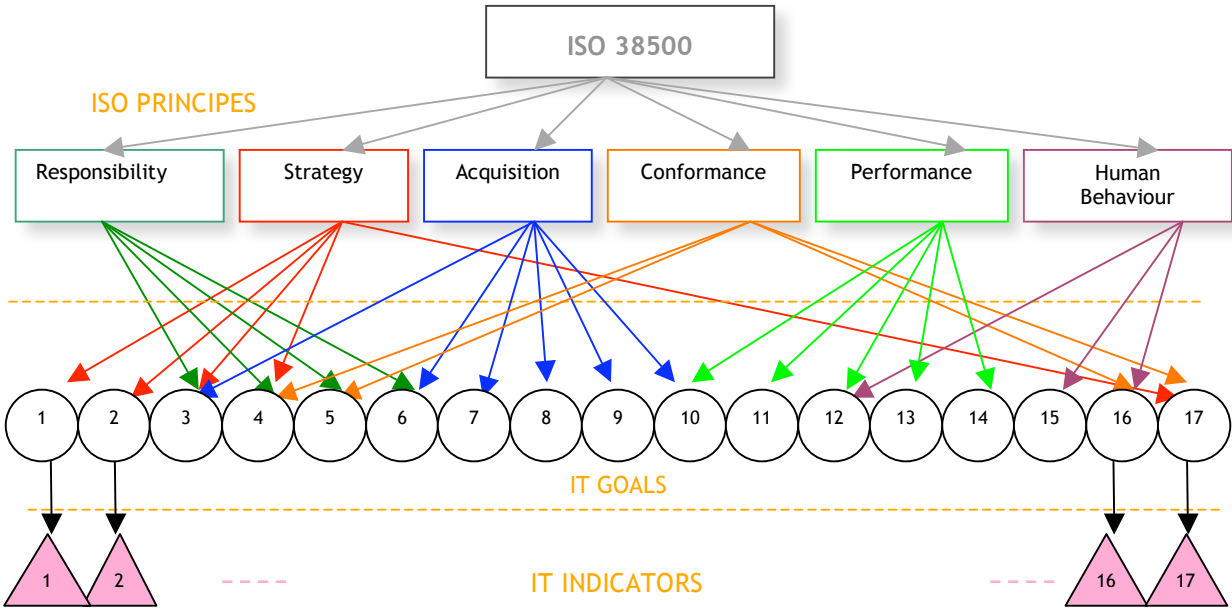 ISO 38500
ISO PRINCIPES
Responsibility
Strategy
Acquisition
Conformance
Performance
Human
Behaviour
1
2
3
4
5
6
7
8
9
10
11
12
13
14
15
16
17
IT GOALS
1
2
IT INDICATORS
16
17